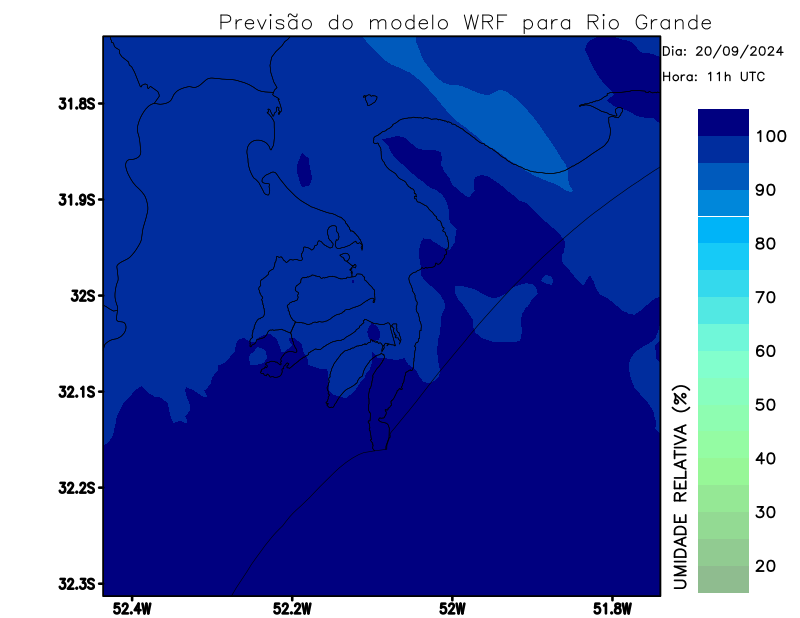 Previsão do modelo WRF para Rio Grande
Dia: 20/09/2024
Hora: 11h UTC
31.8S
31.9S
32S
32.1S
32.2S
32.3S
52.4W
52.2W
52W
51.8W
100
90
80
70
60
50
40
30
20
UMIDADE RELATIVA (%)